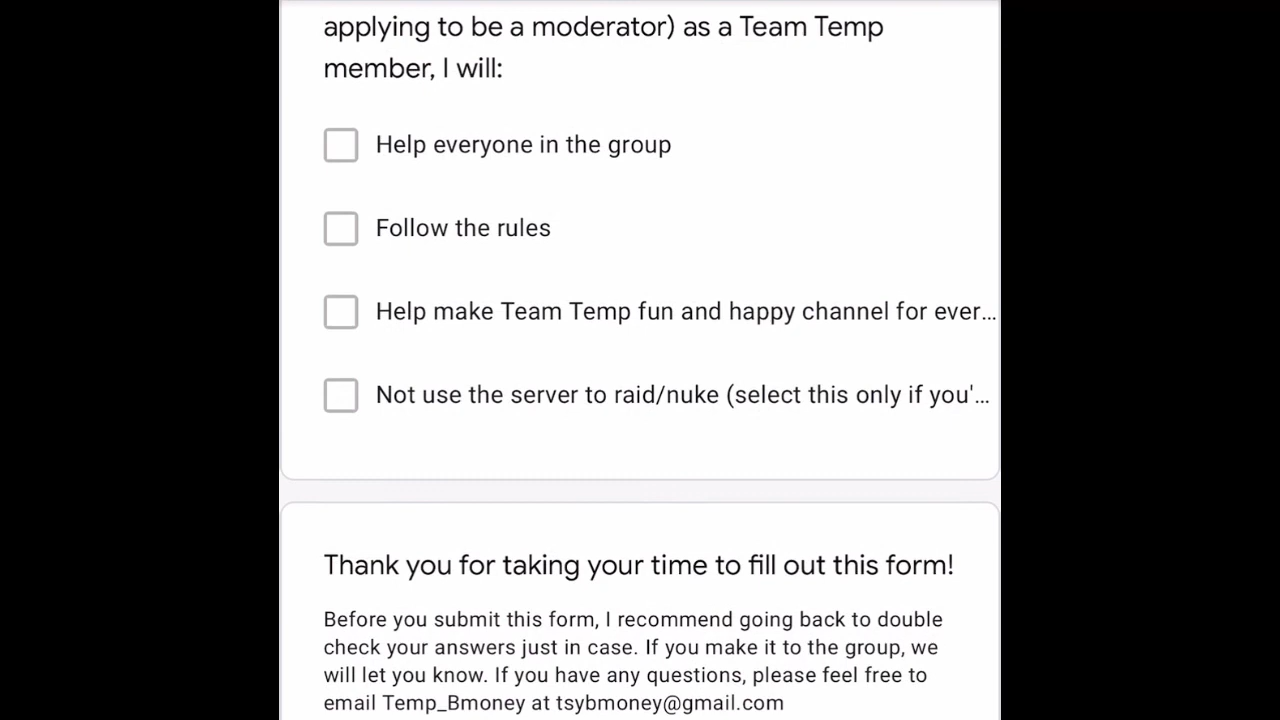 applying to be a moderator) as a Team Temp
member, I will:
Help everyone in the group
Follow the rules
Help make Team Temp fun and happy channel for ever...
Not use the server to raid/nuke (select this only if you'...
Thank you for taking your time to fill out this form!
Before you submit this form, I recommend going back to double
check your answers just in case. If you make it to the group, we
will let you know. If you have any questions, please feel free to
email Temp_Bmoney at tsybmoney@gmail.com